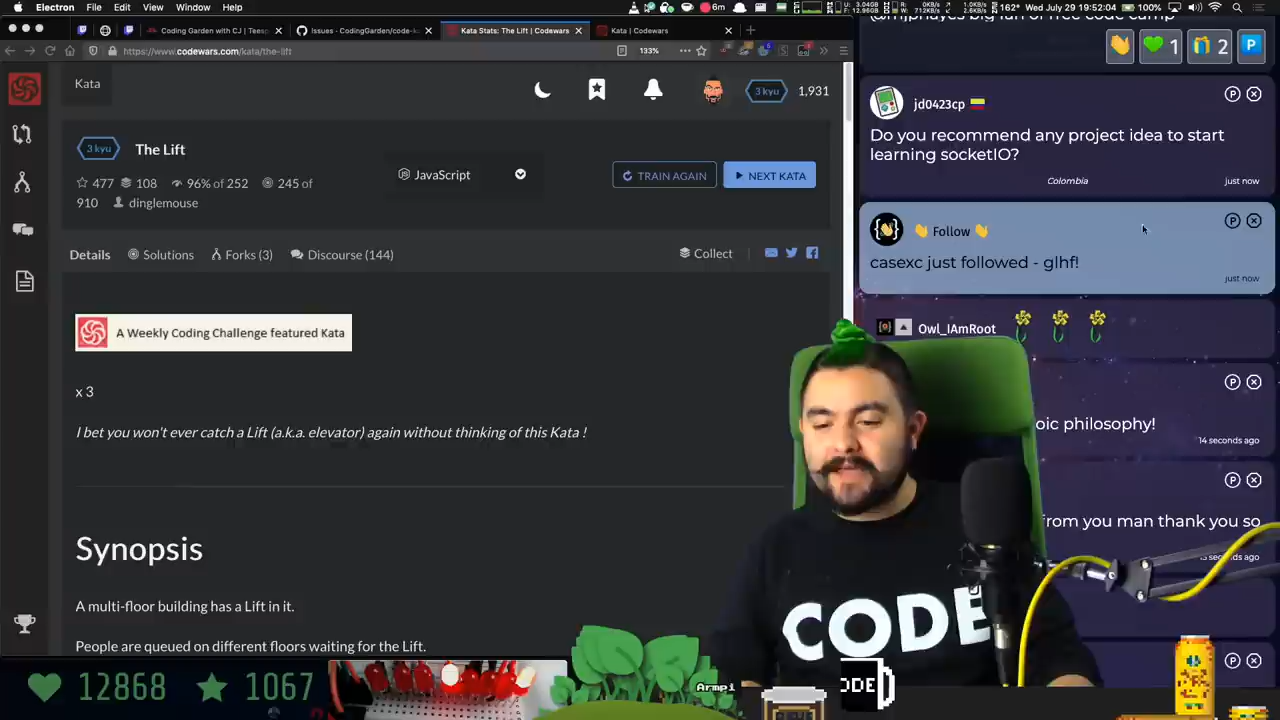 Electron File Edit View Window Help
6m
162* Wed July 29 19:52:04
100%
Coding Garden with CJ | Teesp
Issues · CodingGarden/code-k
Kata Stats: The Lift | Codewars
Kata | Codewars
https://www.codewars.com/kata/the-lift
133%
Kata
3 kyu
1,931
3 kyu
The Lift
477 108 96% of 252 245 of
910 dinglemouse
JavaScript
TRAIN AGAIN
NEXT KATA
Details Solutions Forks (3) Discourse (144)
Collect
A Weekly Coding Challenge featured Kata
x 3
I bet you won't ever catch a Lift (a.k.a. elevator) again without thinking of this Kata !
Synopsis
A multi-floor building has a Lift in it.
People are queued on different floors waiting for the Lift.
12868
1067
Armpi
CODE
ODE
1 2 P
jd0423cp
P
Do you recommend any project idea to start
learning socketIO?
Colombia
just now
Follow
P
casexc just followed - glhf!
just now
Owl_IAmRoot
P
oic philosophy!
14 seconds ago
P
from you man thank you so
P